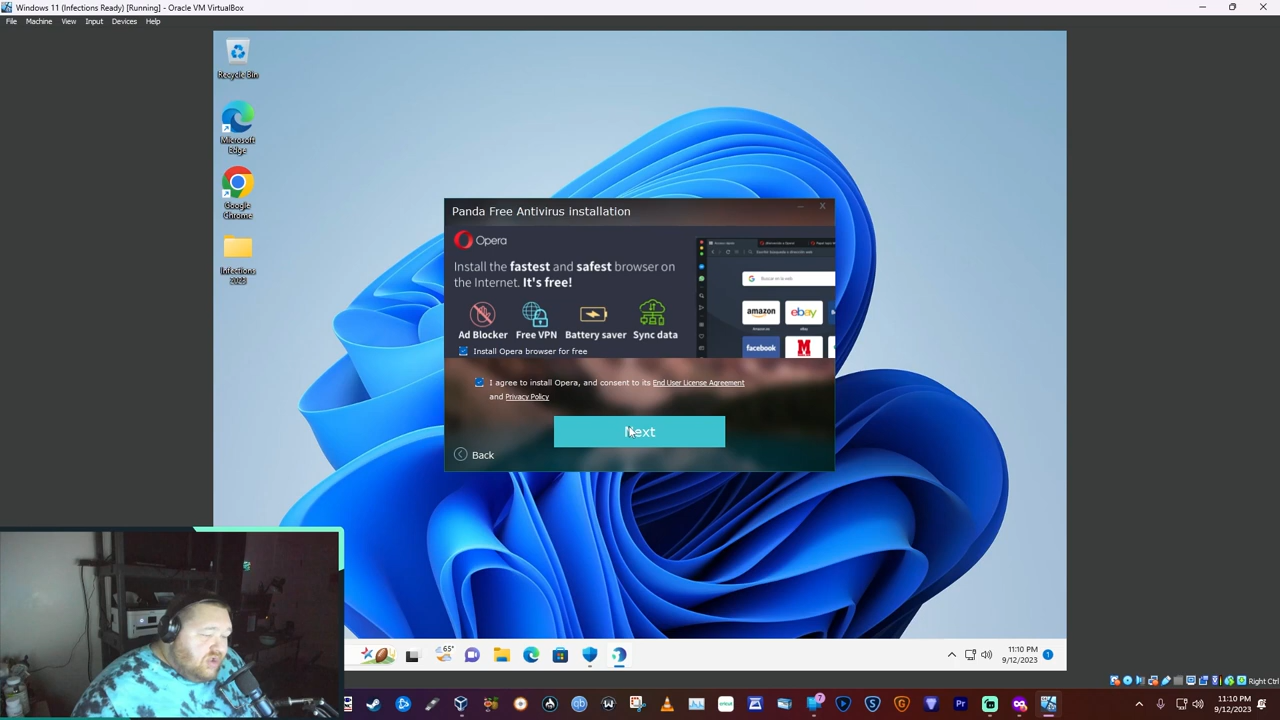 Windows 11 (Infections Ready) [Running] - Oracle VM VirtualBox
File Machine View Input Devices Help
Recycle Bin
Microsoft
Edge
Google
Chrome
Infections
2023
Panda Free Antivirus installation
Opera
Install the fastest and safest browser on
the Internet. It's free!
Ad Blocker Free VPN Battery saver Sync data
amazon
ebay
facebook
Install Opera browser for free
I agree to install Opera, and consent to its End User License Agreement
and Privacy Policy
Next
Back
65°
11:10 PM
9/12/2023
1
Right Ctrl
7
11:10 PM
9/12/2023